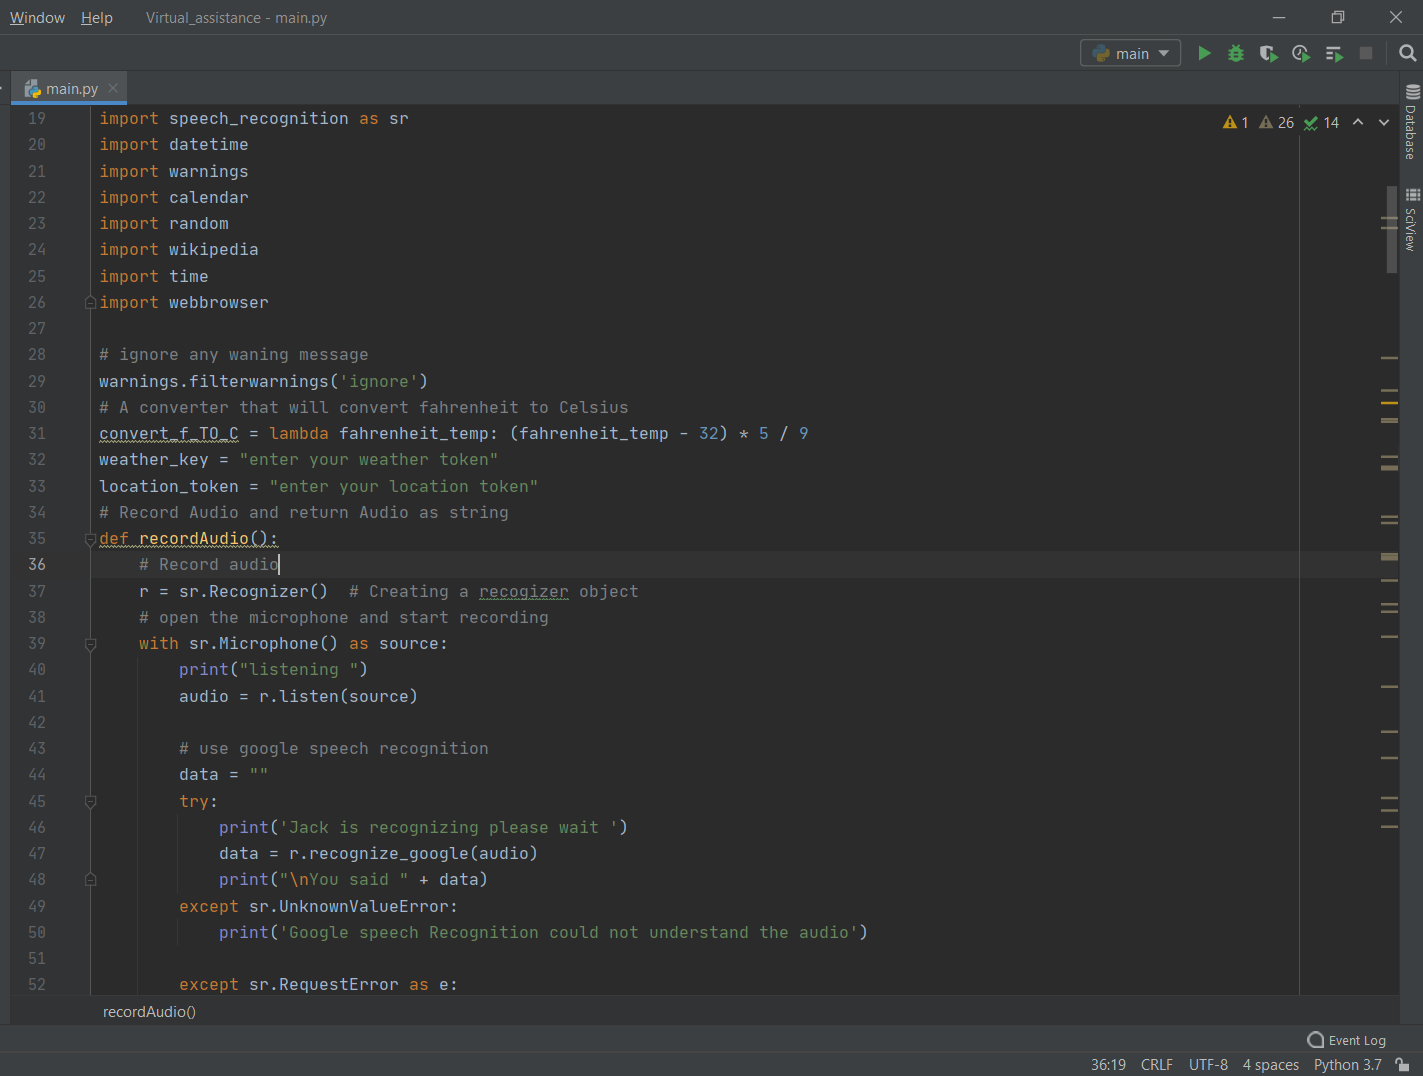 Window Help Virtual_assistance - main.py
main
main.py
1 26 14
19 import speech_recognition as sr
20 import datetime
21 import warnings
22 import calendar
23 import random
24 import wikipedia
25 import time
26 import webbrowser
27
28 # ignore any waning message
29 warnings.filterwarnings('ignore')
30 # A converter that will convert fahrenheit to Celsius
31 convert_f_TO_C = lambda fahrenheit_temp: (fahrenheit_temp - 32) * 5 / 9
32 weather_key = "enter your weather token"
33 location_token = "enter your location token"
34 # Record Audio and return Audio as string
35 def recordAudio():
36     # Record audio
37     r = sr.Recognizer()  # Creating a recogizer object
38     # open the microphone and start recording
39     with sr.Microphone() as source:
40         print("listening ")
41         audio = r.listen(source)
42
43         # use google speech recognition
44         data = ""
45         try:
46             print('Jack is recognizing please wait ')
47             data = r.recognize_google(audio)
48             print("\nYou said " + data)
49         except sr.UnknownValueError:
50             print('Google speech Recognition could not understand the audio')
51
52         except sr.RequestError as e:
Database
SciView
recordAudio()
Event Log
36:19 CRLF UTF-8 4 spaces Python 3.7